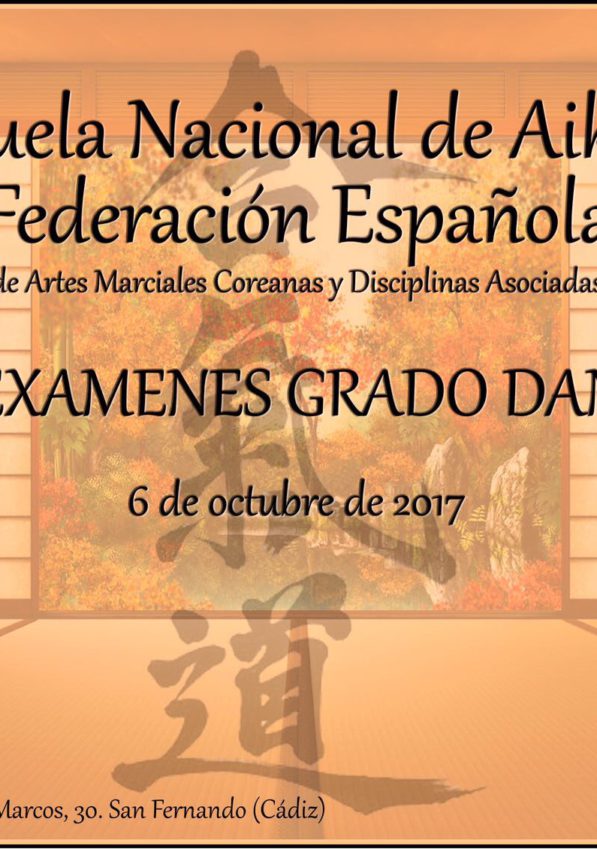 uela Nacional de Aik
Federación Española
de Artes Marciales Coreanas y Disciplinas Asociadas
EXAMENES GRADO DAN
6 de octubre de 2017
合氣道
Marcos, 30. San Fernando (Cádiz)